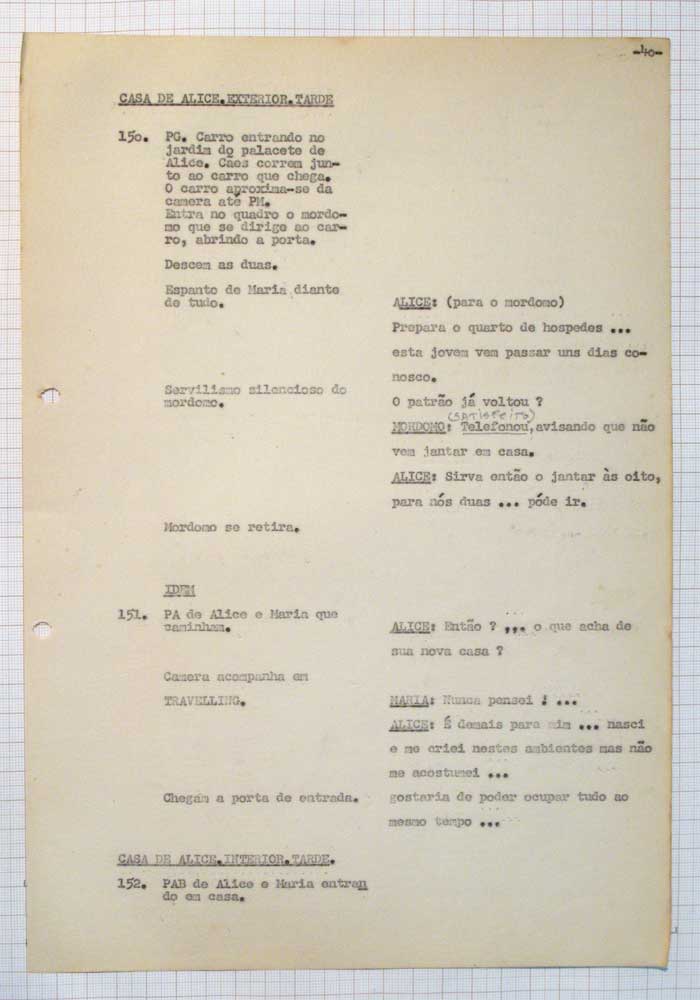 -40-
CASA DE ALICE.EXTERIOR.TARDE
150. PG. Carro entrando no
jardim do palacete de
Alice. Cães correm jun-
to ao carro que chega.
O carro aproxima-se da
camera até PM.
Entra no quadro o mordo-
mo que se dirige ao car-
ro, abrindo a porta.
Descem as duas.
Espanto de Maria diante
de tudo.
ALICE: (para o mordomo)
Prepara o quarto de hospedes ...
esta jovem vem passar uns dias co-
nosco.
Servilismo silencioso do
mordomo.
O patrão já voltou ?
(SATISFEITO)
MORDOMO: Telefonou,avisando que não
vem jantar em casa.
ALICE: Sirva então o jantar às oito,
para nós duas ... póde ir.
Mordomo se retira.
IDEM
151. PA de Alice e Maria que
caminham.
ALICE: Então ? ,.. o que acha de
sua nova casa ?
Camera acompanha em
TRAVELLING.
MARIA: Nunca pensei ! ...
ALICE: É demais para mim ... nasci
e me criei nestes ambientes mas não
me acostumei ...
Chegam a porta de entrada.
gostaria de poder ocupar tudo ao
mesmo tempo ...
CASA DE ALICE.INTERIOR.TARDE.
152. PAB de Alice e Maria entran
do em casa.